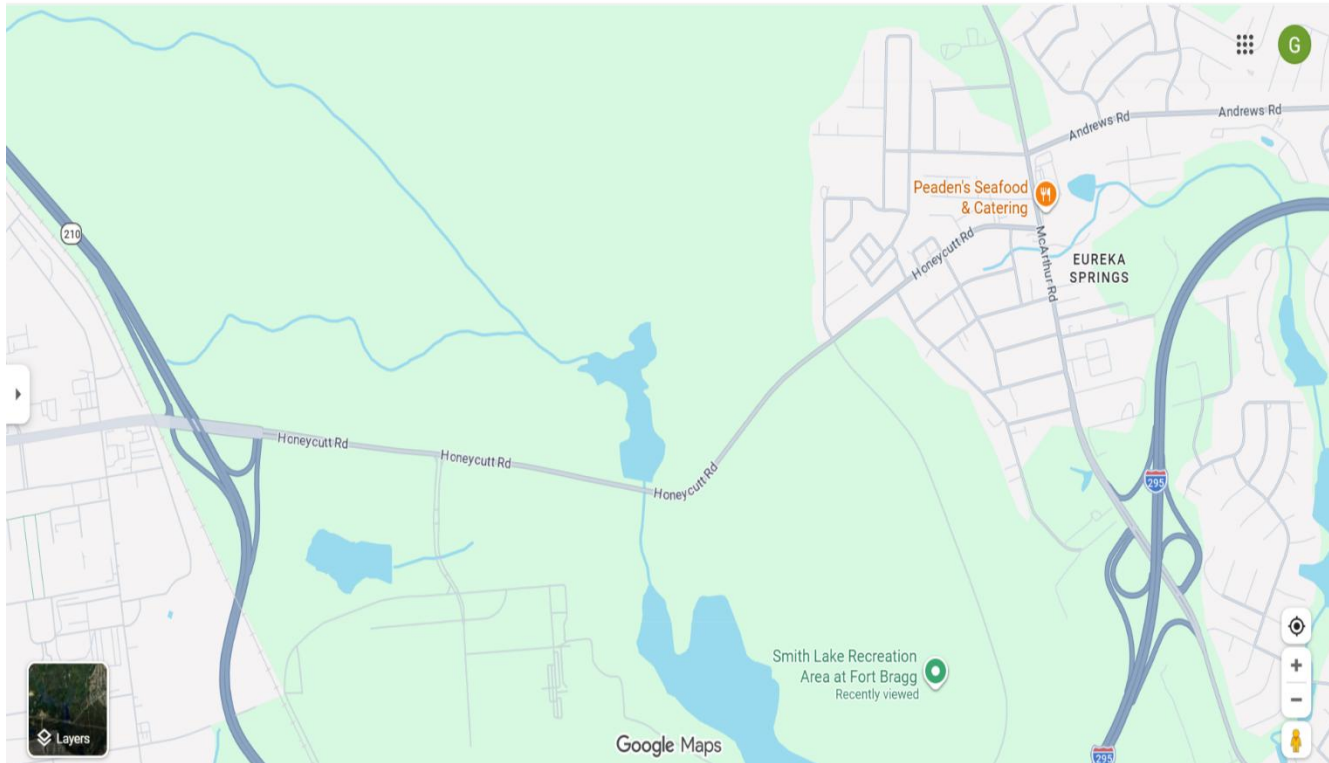 G
Andrews Rd
Andrews Rd
Peaden's Seafood
& Catering
210
Honeycutt Rd
McArthur Rd
EUREKA
SPRINGS
Honeycutt Rd
Honeycutt Rd
Honeycutt Rd
295
Smith Lake Recreation
Area at Fort Bragg
Recently viewed
Layers
Google Maps
295